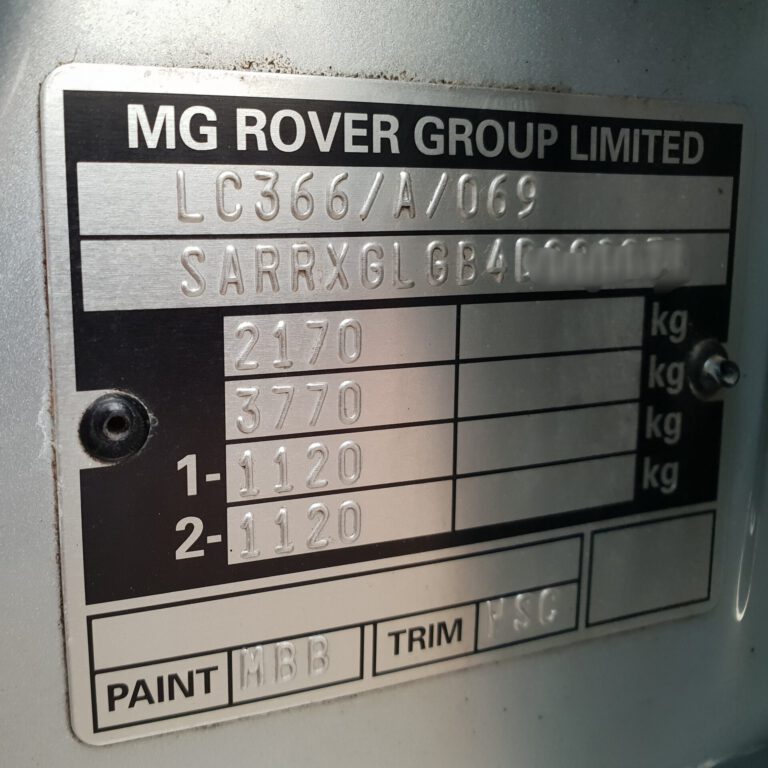 MG ROVER GROUP LIMITED
LC366/A/069
SARRXGLGB4
2170 kg
3770 kg
1- 1120 kg
2- 1120 kg
PAINT MBB TRIM YSC